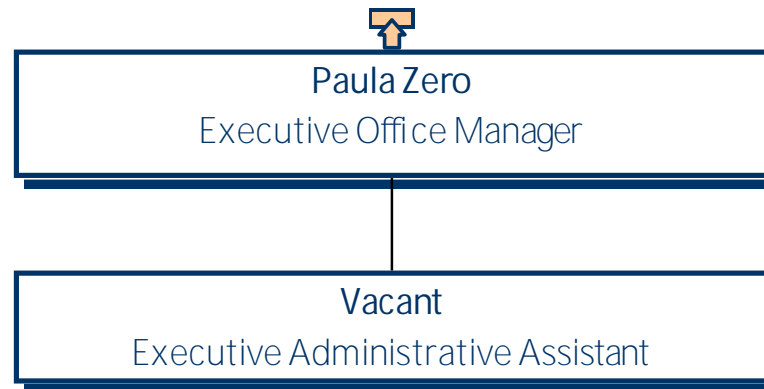 Paula Zero
Executive Office Manager
Vacant
Executive Administrative Assistant